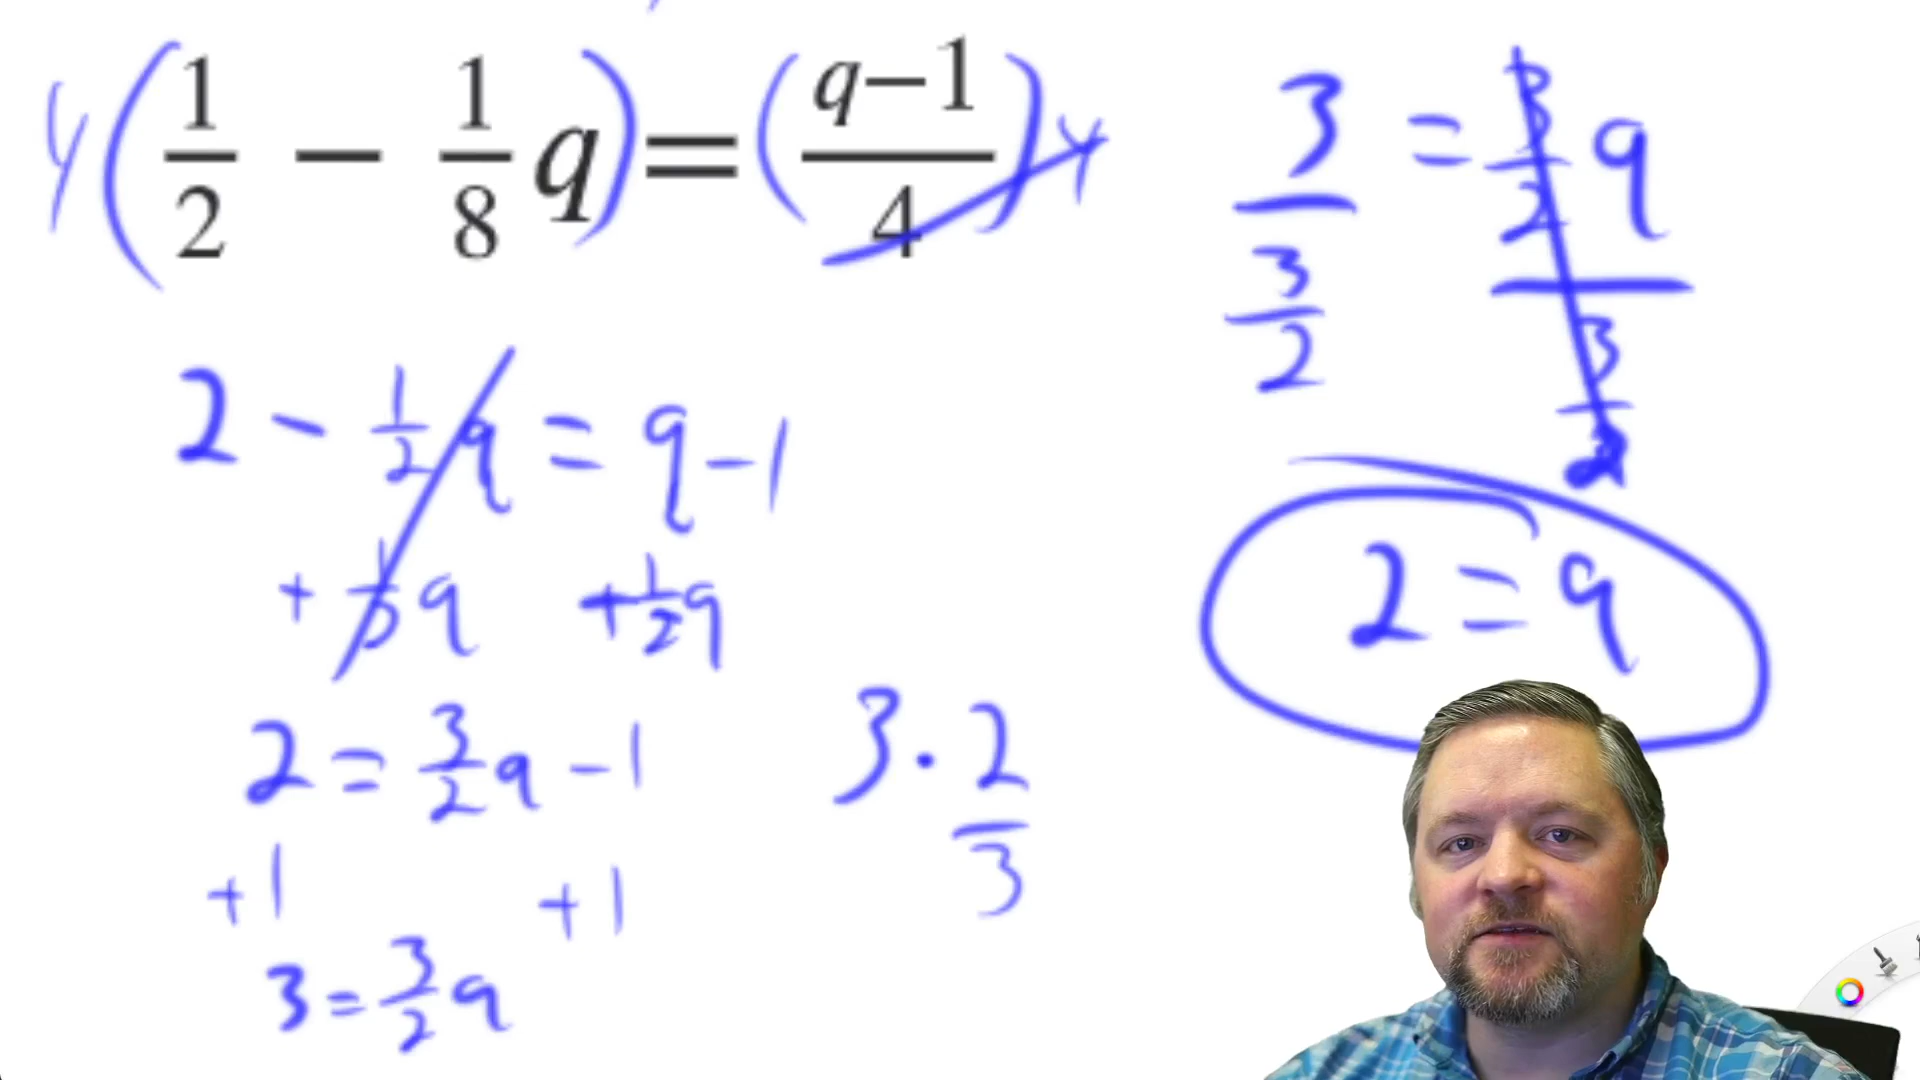 4(1/2 − 1/8 q) = (q−1/4)4
2 - 1/2 q = q - 1
+ 1/2 q + 1/2 q
2 = 3/2 q - 1
+1 +1
3 = 3/2 q
3 · 2/3
3 = 3/2 q
3/2 3/2
2 = q